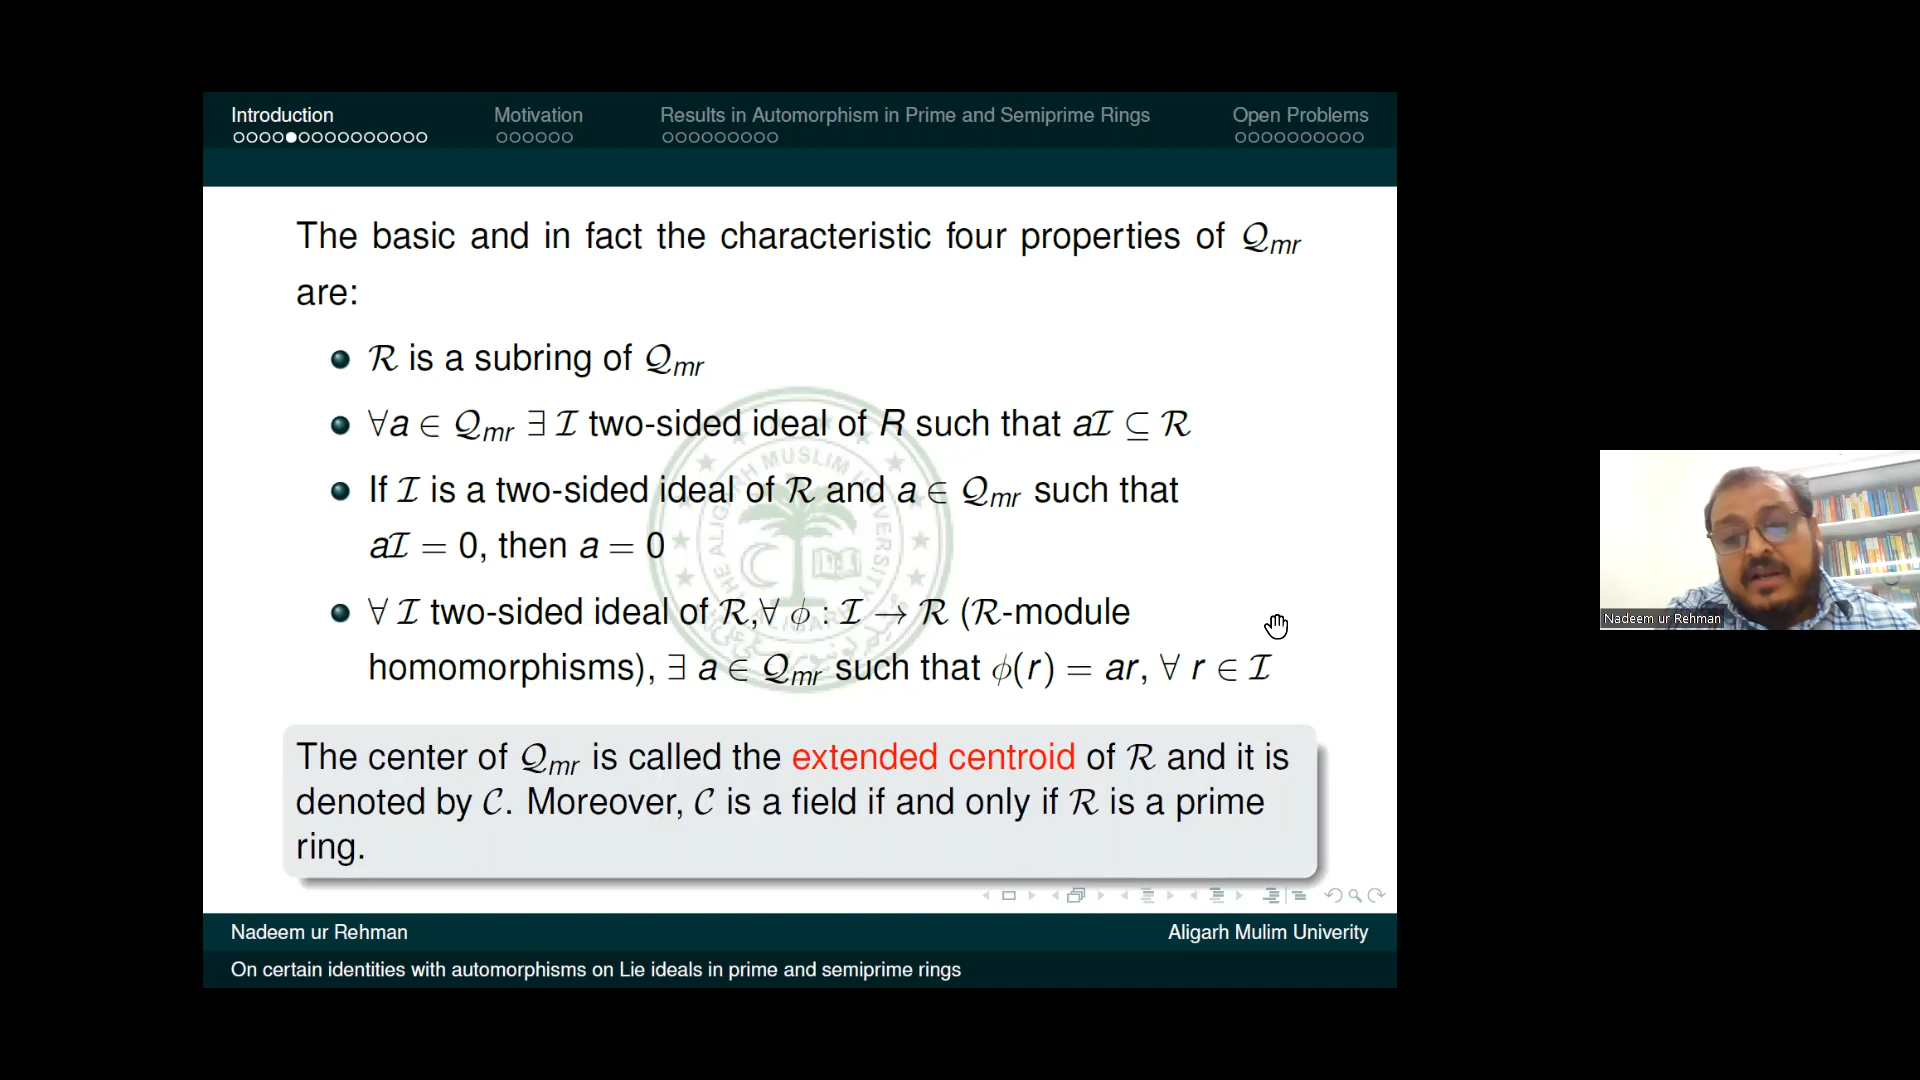 Introduction
Motivation
Results in Automorphism in Prime and Semiprime Rings
Open Problems
The basic and in fact the characteristic four properties of 𝒬mr
are:
ℛ is a subring of 𝒬mr
∀a ∈ 𝒬mr ∃ ℐ two-sided ideal of R such that aℐ ⊆ ℛ
If ℐ is a two-sided ideal of ℛ and a ∈ 𝒬mr such that
aℐ = 0, then a = 0
∀ ℐ two-sided ideal of ℛ,∀ ϕ : ℐ → ℛ (ℛ-module
homomorphisms), ∃ a ∈ 𝒬mr such that ϕ(r) = ar, ∀ r ∈ ℐ
The center of 𝒬mr is called the extended centroid of ℛ and it is
denoted by 𝒞. Moreover, 𝒞 is a field if and only if ℛ is a prime
ring.
Nadeem ur Rehman
Aligarh Mulim Univerity
On certain identities with automorphisms on Lie ideals in prime and semiprime rings
Nadeem ur Rehman
THE ALIGARH MUSLIM UNIVERSITY